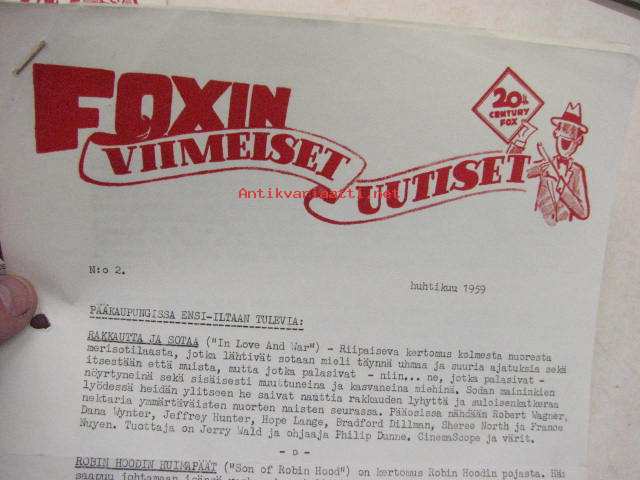 FOXIN
VIIMEISET
UUTISET
20th
CENTURY
FOX
Antikvariaatti.net
N:o 2.
huhtikuu 1959
PÄÄKAUPUNGISSA ENSI-ILTAAN TULEVIA:
RAKKAUTTA JA SOTAA ("In Love And War") - Riipaiseva kertomus kolmesta nuoresta
merisotilaasta, jotka lähtivät sotaan mieli täynnä uhmaa ja suuria ajatuksia sekä
itsestään että muista, mutta jotka palasivat - niin... ne, jotka palasivat -
nöyrtyneinä sekä sisäisesti muuttuneina ja kasvaneina miehinä. Sodan maininkien
lyödessä heidän ylitseen he saivat nauttia rakkauden lyhyttä ja suloisenkatkeraa
nektaria ymmärtäväisten nuorten naisten seurassa. Pääosissa nähdään Robert Wagner,
Dana Wynter, Jeffrey Hunter, Hope Lange, Bradford Dillman, Sheree North ja France
Nuyen. Tuottaja on Jerry Wald ja ohjaaja Philip Dunne. CinemaScope ja värit.
- o -
ROBIN HOODIN HUIMAPÄÄT ("Son of Robin Hood") on kertomus Robin Hoodin pojasta. Hän
saapuu johtamaan isänsä